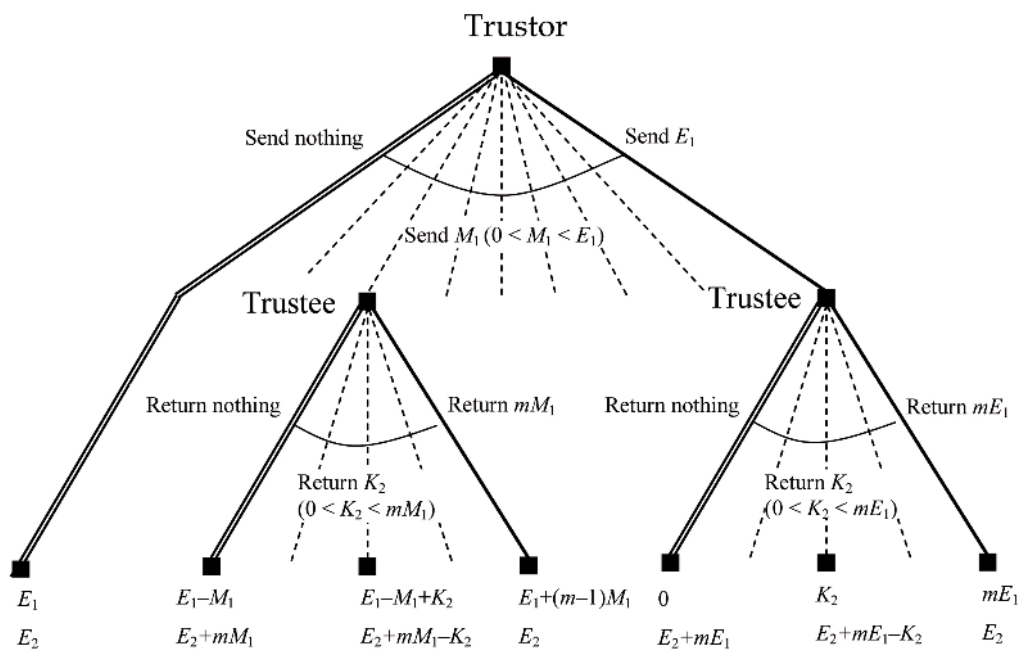 Trustor
Send nothing
Send E₁
Send M₁ (0 < M₁ < E₁)
Trustee
Trustee
Return nothing
Return mM₁
Return nothing
Return mE₁
Return K₂
(0 < K₂ < mM₁)
Return K₂
(0 < K₂ < mE₁)
E₁ E₁–M₁ E₁–M₁+K₂ E₁+(m–1)M₁ 0 K₂ mE₁
E₂ E₂+mM₁ E₂+mM₁–K₂ E₂ E₂+mE₁ E₂+mE₁–K₂ E₂